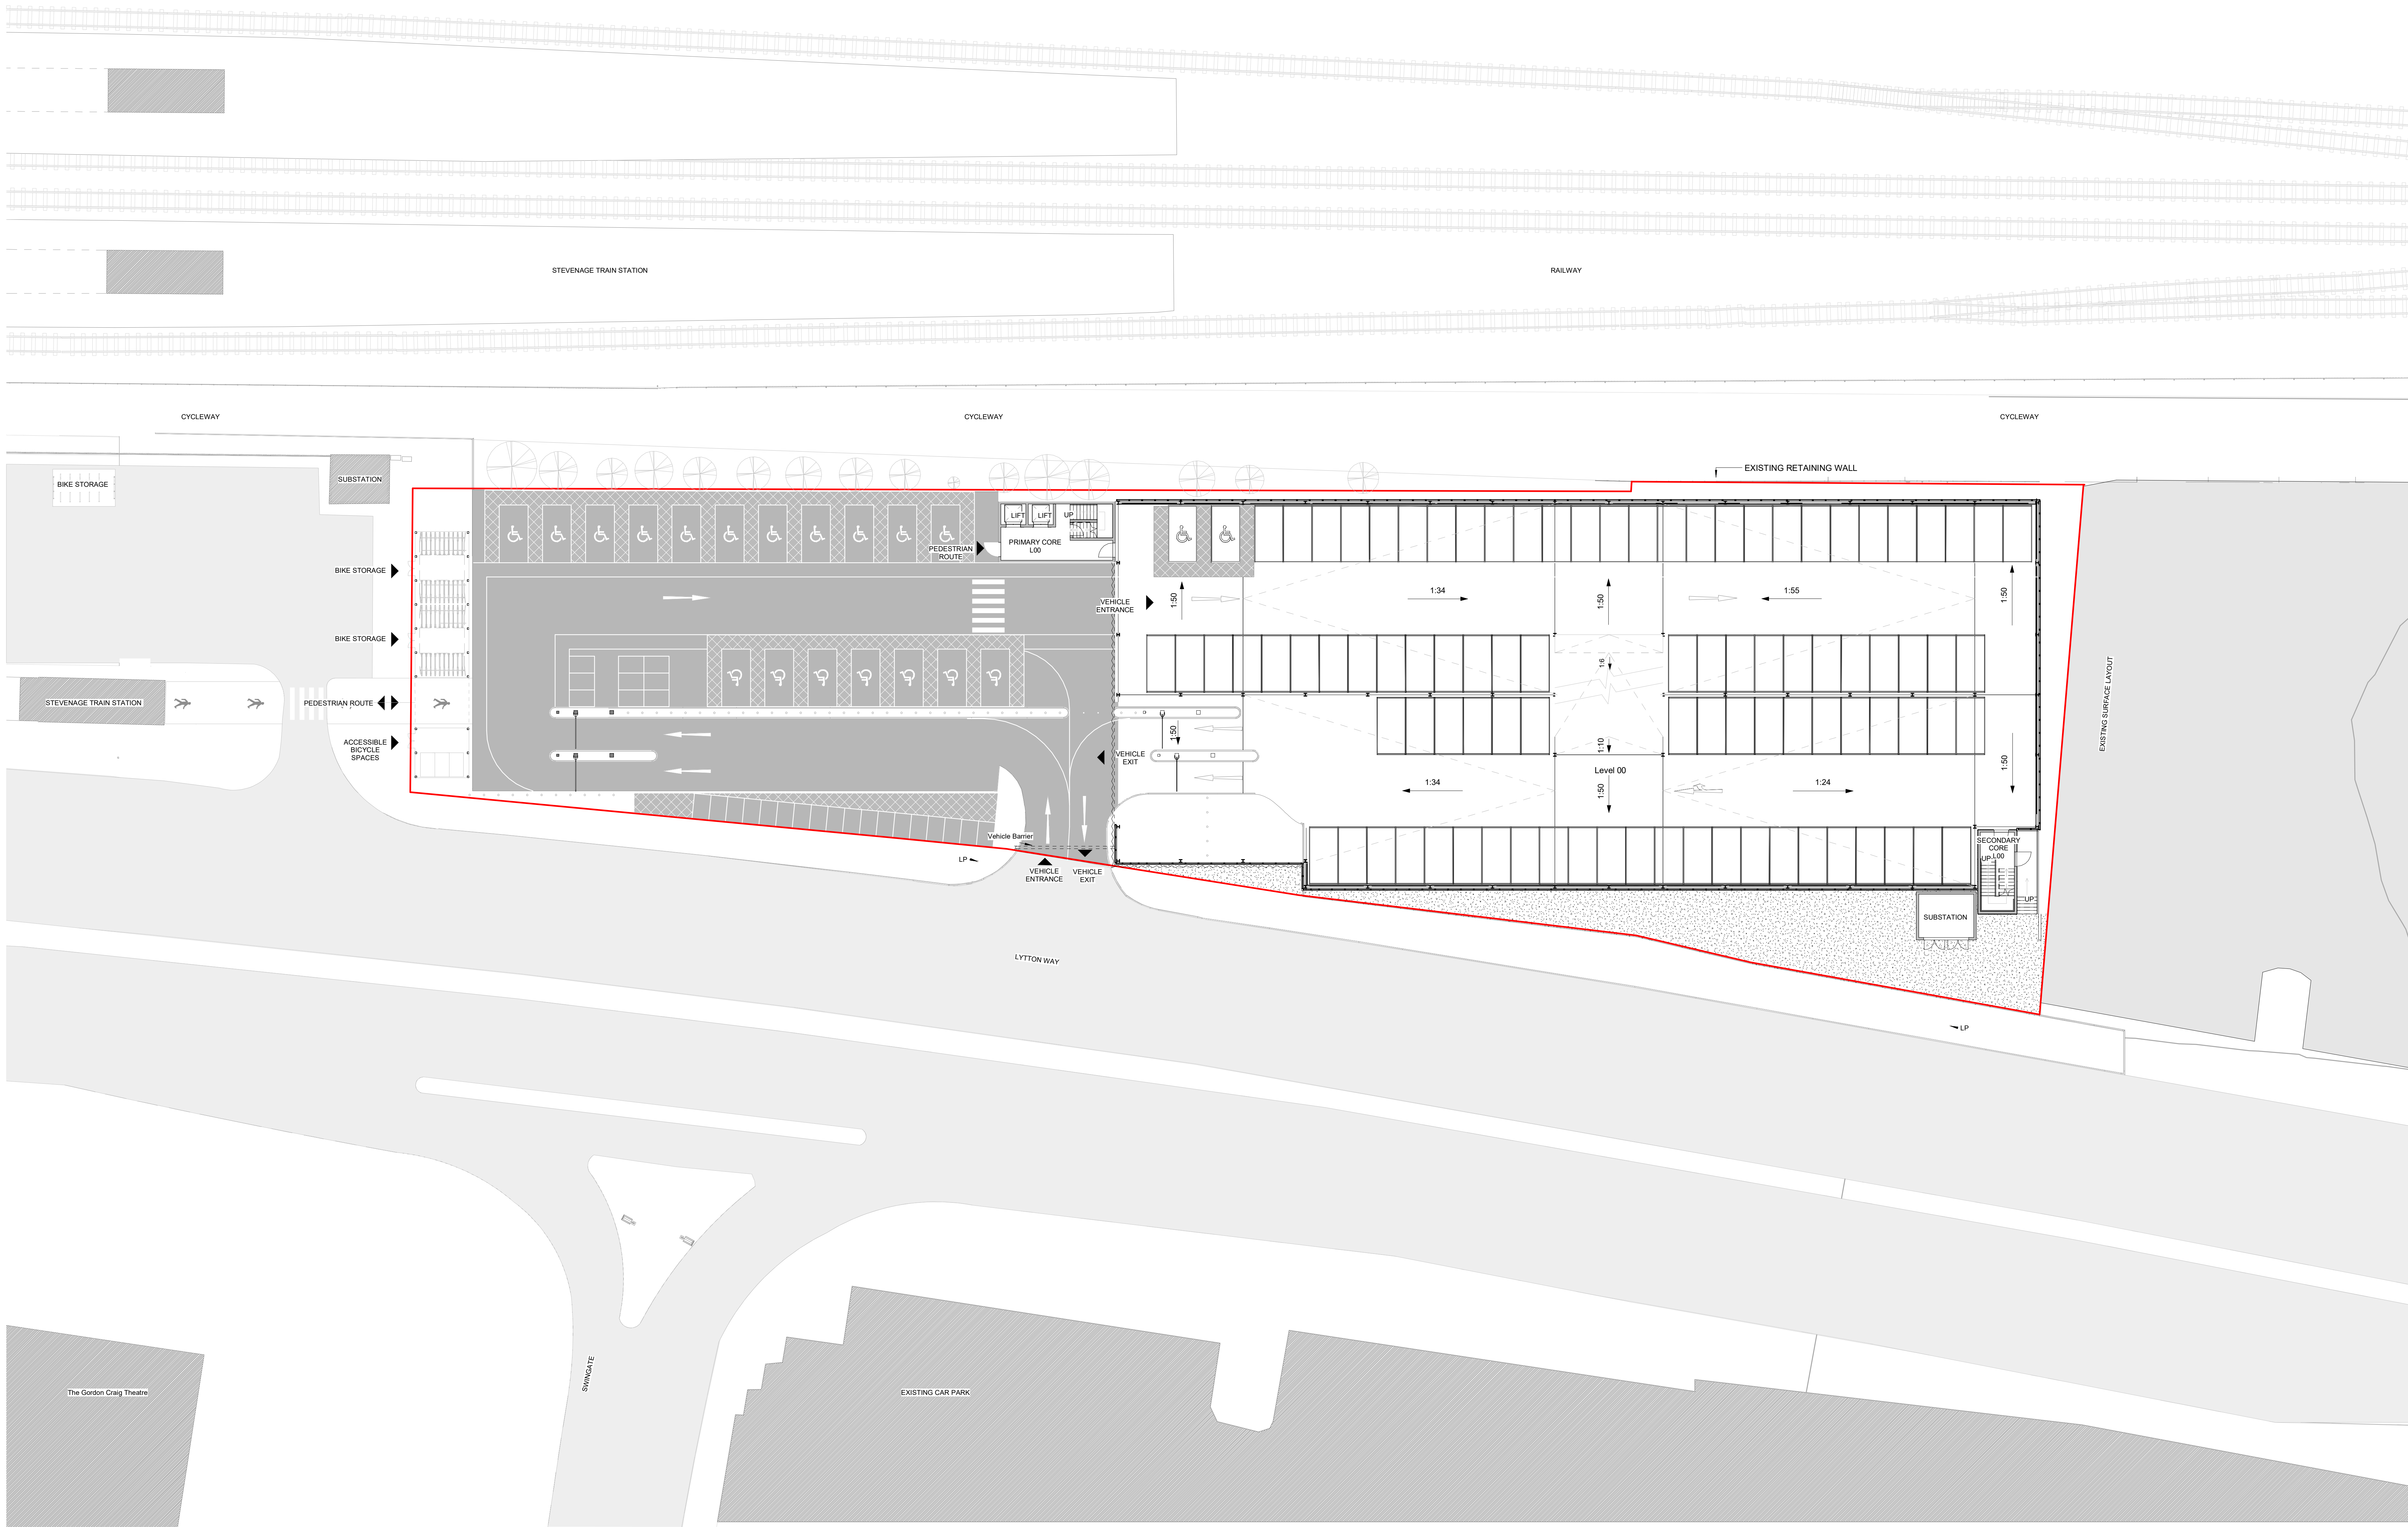 STEVENAGE TRAIN STATION
RAILWAY
CYCLEWAY
CYCLEWAY
CYCLEWAY
EXISTING RETAINING WALL
BIKE STORAGE
SUBSTATION
LIFT
LIFT
UP
PRIMARY CORE
L00
PEDESTRIAN
ROUTE
BIKE STORAGE
VEHICLE
ENTRANCE
1:50
1:34
1:50
1:55
1:50
BIKE STORAGE
1:6
STEVENAGE TRAIN STATION
PEDESTRIAN ROUTE
EXISTING SURFACE LAYOUT
ACCESSIBLE
BICYCLE
SPACES
1:50
VEHICLE
EXIT
1:10
Level 00
1:50
1:34
1:50
1:24
Vehicle Barrier
LP
VEHICLE
ENTRANCE
VEHICLE
EXIT
SECONDARY
CORE
L00
UP
UP
SUBSTATION
LYTTON WAY
LP
SWINGATE
The Gordon Craig Theatre
EXISTING CAR PARK